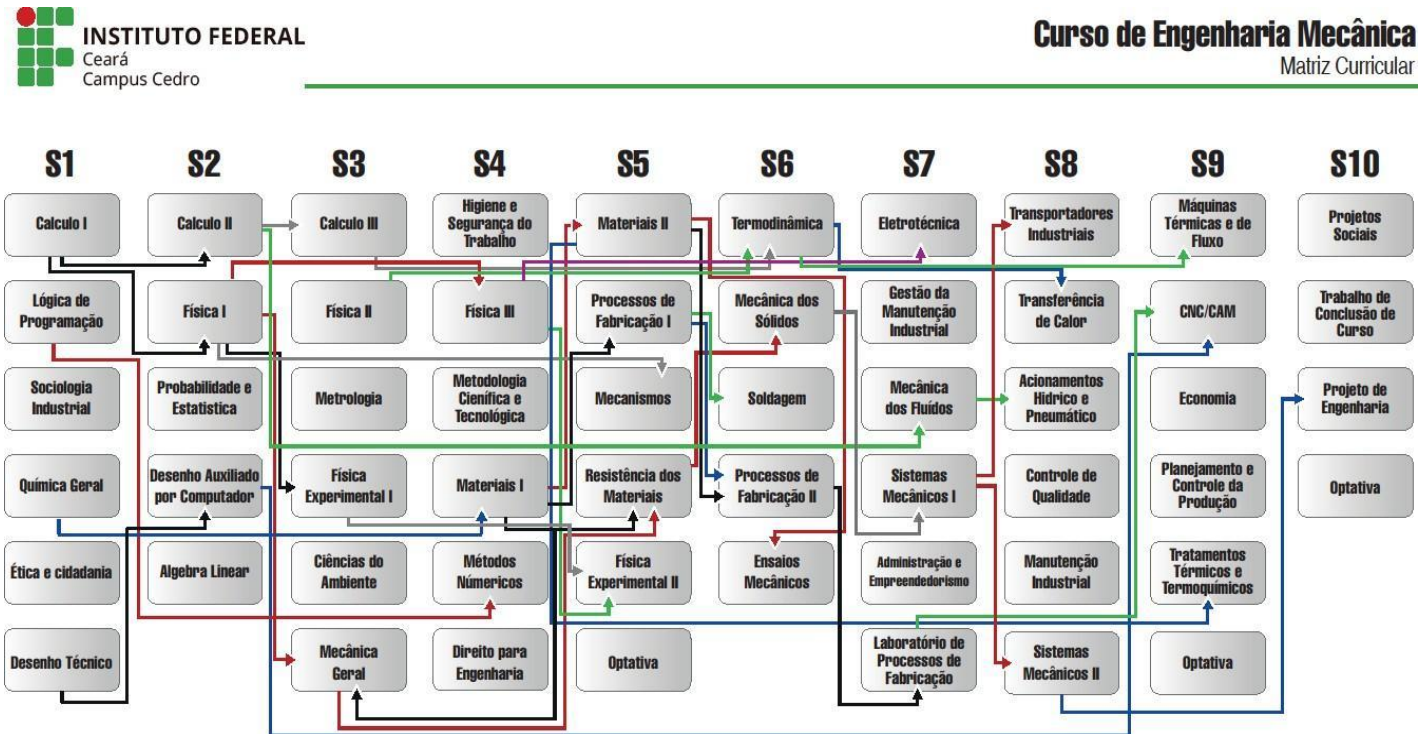 INSTITUTO FEDERAL
Ceará
Campus Cedro
Curso de Engenharia Mecânica
Matriz Curricular
S1
S2
S3
S4
S5
S6
S7
S8
S9
S10
Calculo I
Calculo II
Calculo III
Higiene e
Segurança do
Trabalho
Materiais II
Termodinâmica
Eletrotécnica
Transportadores
Industriais
Máquinas
Térmicas e de
Fluxo
Projetos
Sociais
Lógica de
Programação
Física I
Física II
Física III
Processos de
Fabricação I
Mecânica dos
Sólidos
Gestão da
Manutenção
Industrial
Transferência
de Calor
CNC/CAM
Trabalho de
Conclusão de
Curso
Sociologia
Industrial
Probabilidade e
Estatistica
Metrologia
Metodologia
Científica e
Tecnológica
Mecanismos
Soldagem
Mecânica
dos Fluídos
Acionamentos
Hidrico e
Pneumático
Economia
Projeto de
Engenharia
Química Geral
Desenho Auxiliado
por Computador
Física
Experimental I
Materiais I
Resistência dos
Materiais
Processos de
Fabricação II
Sistemas
Mecânicos I
Controle de
Qualidade
Planejamento e
Controle da
Produção
Optativa
Ética e cidadania
Algebra Linear
Ciências do
Ambiente
Métodos
Númericos
Física
Experimental II
Ensaios
Mecânicos
Administração e
Empreendedorismo
Manutenção
Industrial
Tratamentos
Térmicos e
Termoquímicos
Desenho Técnico
Mecânica
Geral
Direito para
Engenharia
Optativa
Laboratório de
Processos de
Fabricação
Sistemas
Mecânicos II
Optativa